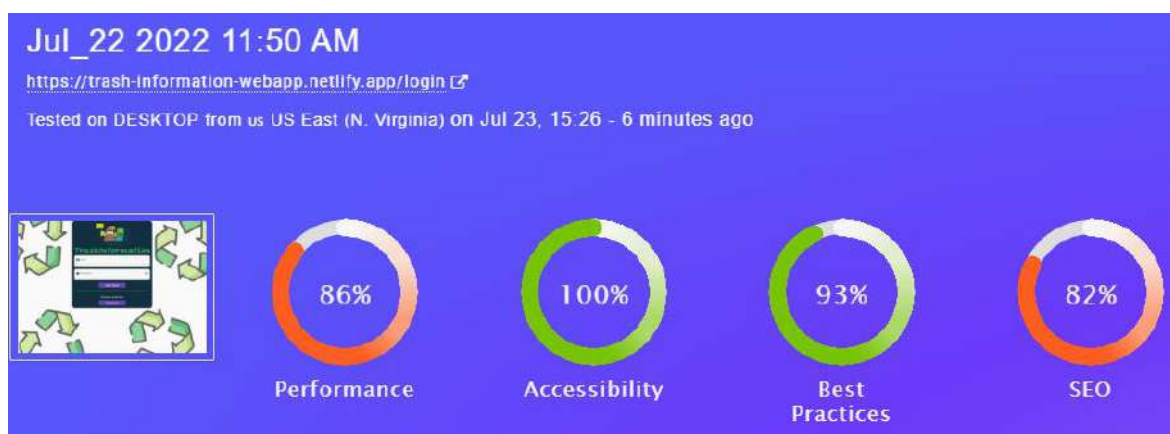 Jul_22 2022 11:50 AM
https://trash-information-webapp.netlify.app/login
Tested on DESKTOP from us US East (N. Virginia) on Jul 23, 15:26 - 6 minutes ago
86%
100%
93%
82%
Performance
Accessibility
Best
Practices
SEO